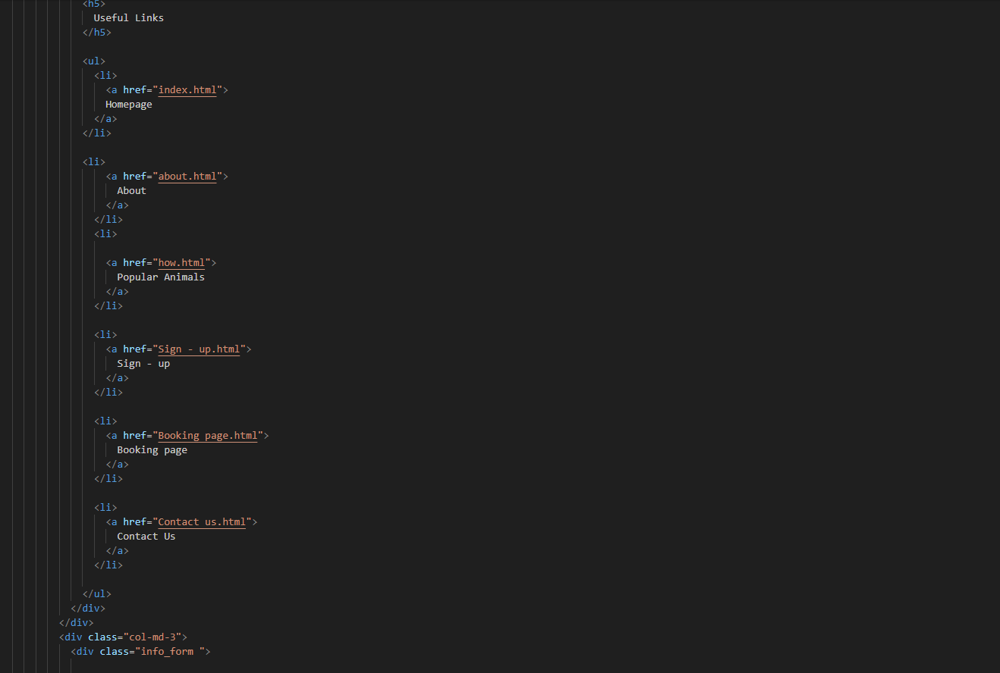 <h5>
Useful Links
</h5>
<ul>
<li>
<a href="index.html">
Homepage
</a>
</li>
<li>
<a href="about.html">
About
</a>
</li>
<li>
<a href="how.html">
Popular Animals
</a>
</li>
<li>
<a href="Sign - up.html">
Sign - up
</a>
</li>
<li>
<a href="Booking page.html">
Booking page
</a>
</li>
<li>
<a href="Contact us.html">
Contact Us
</a>
</li>
</ul>
</div>
</div>
<div class="col-md-3">
<div class="info_form ">